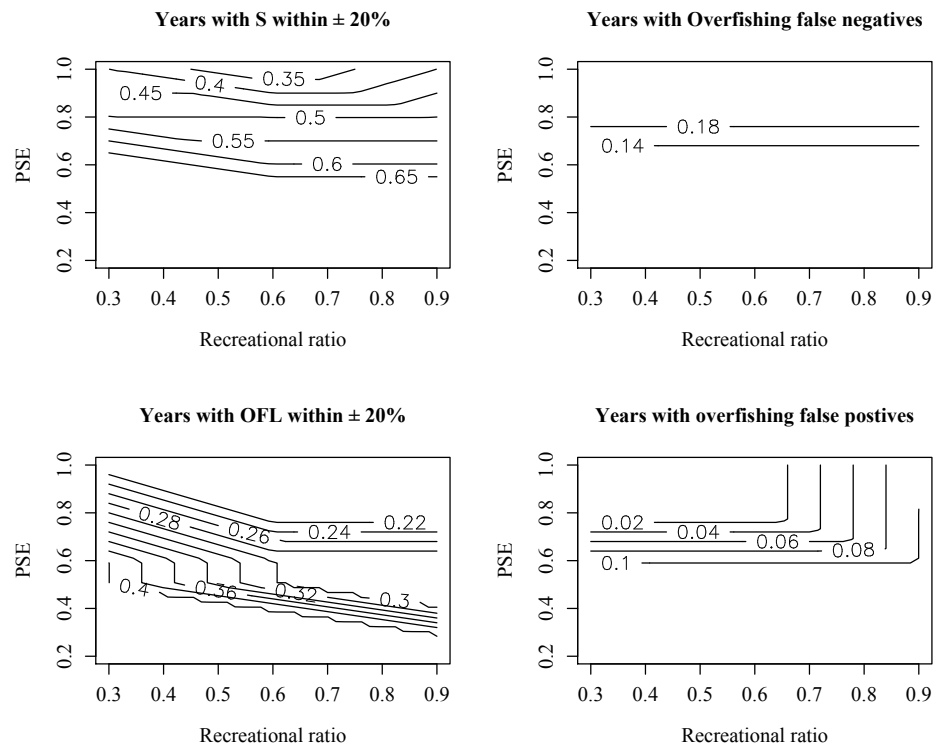 Years with S within ± 20%
PSE
1.0
0.8
0.6
0.4
0.2
0.35
0.4
0.45
0.5
0.55
0.6
0.65
0.3 0.4 0.5 0.6 0.7 0.8 0.9
Recreational ratio
Years with Overfishing false negatives
PSE
1.0
0.8
0.6
0.4
0.2
0.18
0.14
0.3 0.4 0.5 0.6 0.7 0.8 0.9
Recreational ratio
Years with OFL within ± 20%
PSE
1.0
0.8
0.6
0.4
0.2
0.22
0.24
0.26
0.28
0.3
0.32
0.36
0.4
0.3 0.4 0.5 0.6 0.7 0.8 0.9
Recreational ratio
Years with overfishing false postives
PSE
1.0
0.8
0.6
0.4
0.2
0.02
0.04
0.06
0.08
0.1
0.3 0.4 0.5 0.6 0.7 0.8 0.9
Recreational ratio